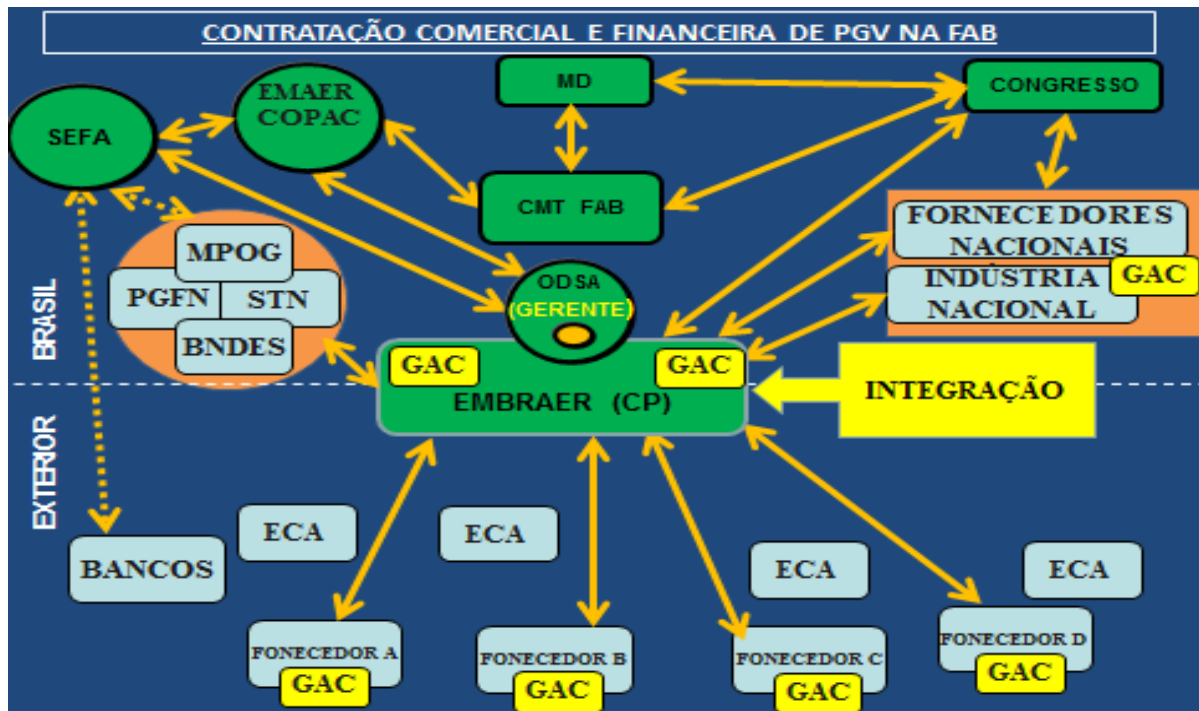 CONTRATAÇÃO COMERCIAL E FINANCEIRA DE PGV NA FAB
SEFA
EMAER
COPAC
MD
CONGRESSO
CMT FAB
FORNECEDORES
NACIONAIS
INDÚSTRIA
NACIONAL
GAC
MPOG
PGFN
STN
BNDES
ODSA
(GERENTE)
GAC
GAC
EMBRAER (CP)
INTEGRAÇÃO
BRASIL
EXTERIOR
BANCOS
ECA
ECA
ECA
ECA
FONECEDOR A
GAC
FONECEDOR B
GAC
FONECEDOR C
GAC
FONECEDOR D
GAC